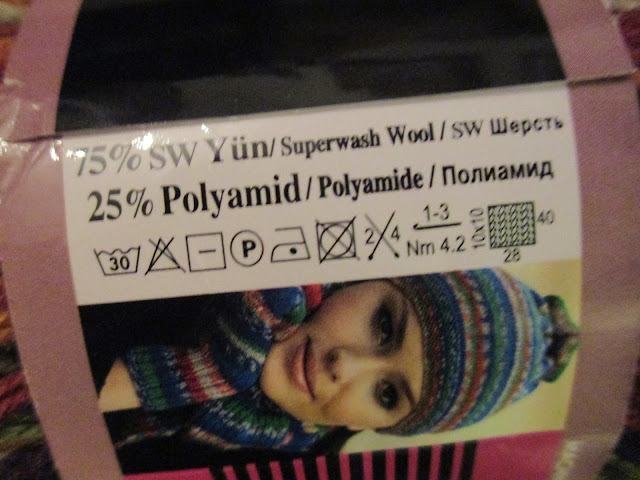 75% SW Yün/ Superwash Wool / SW Шерсть
25% Polyamid / Polyamide / Полиамид
30 P 2/4 1-3 Nm 4.2 10x10 40 28